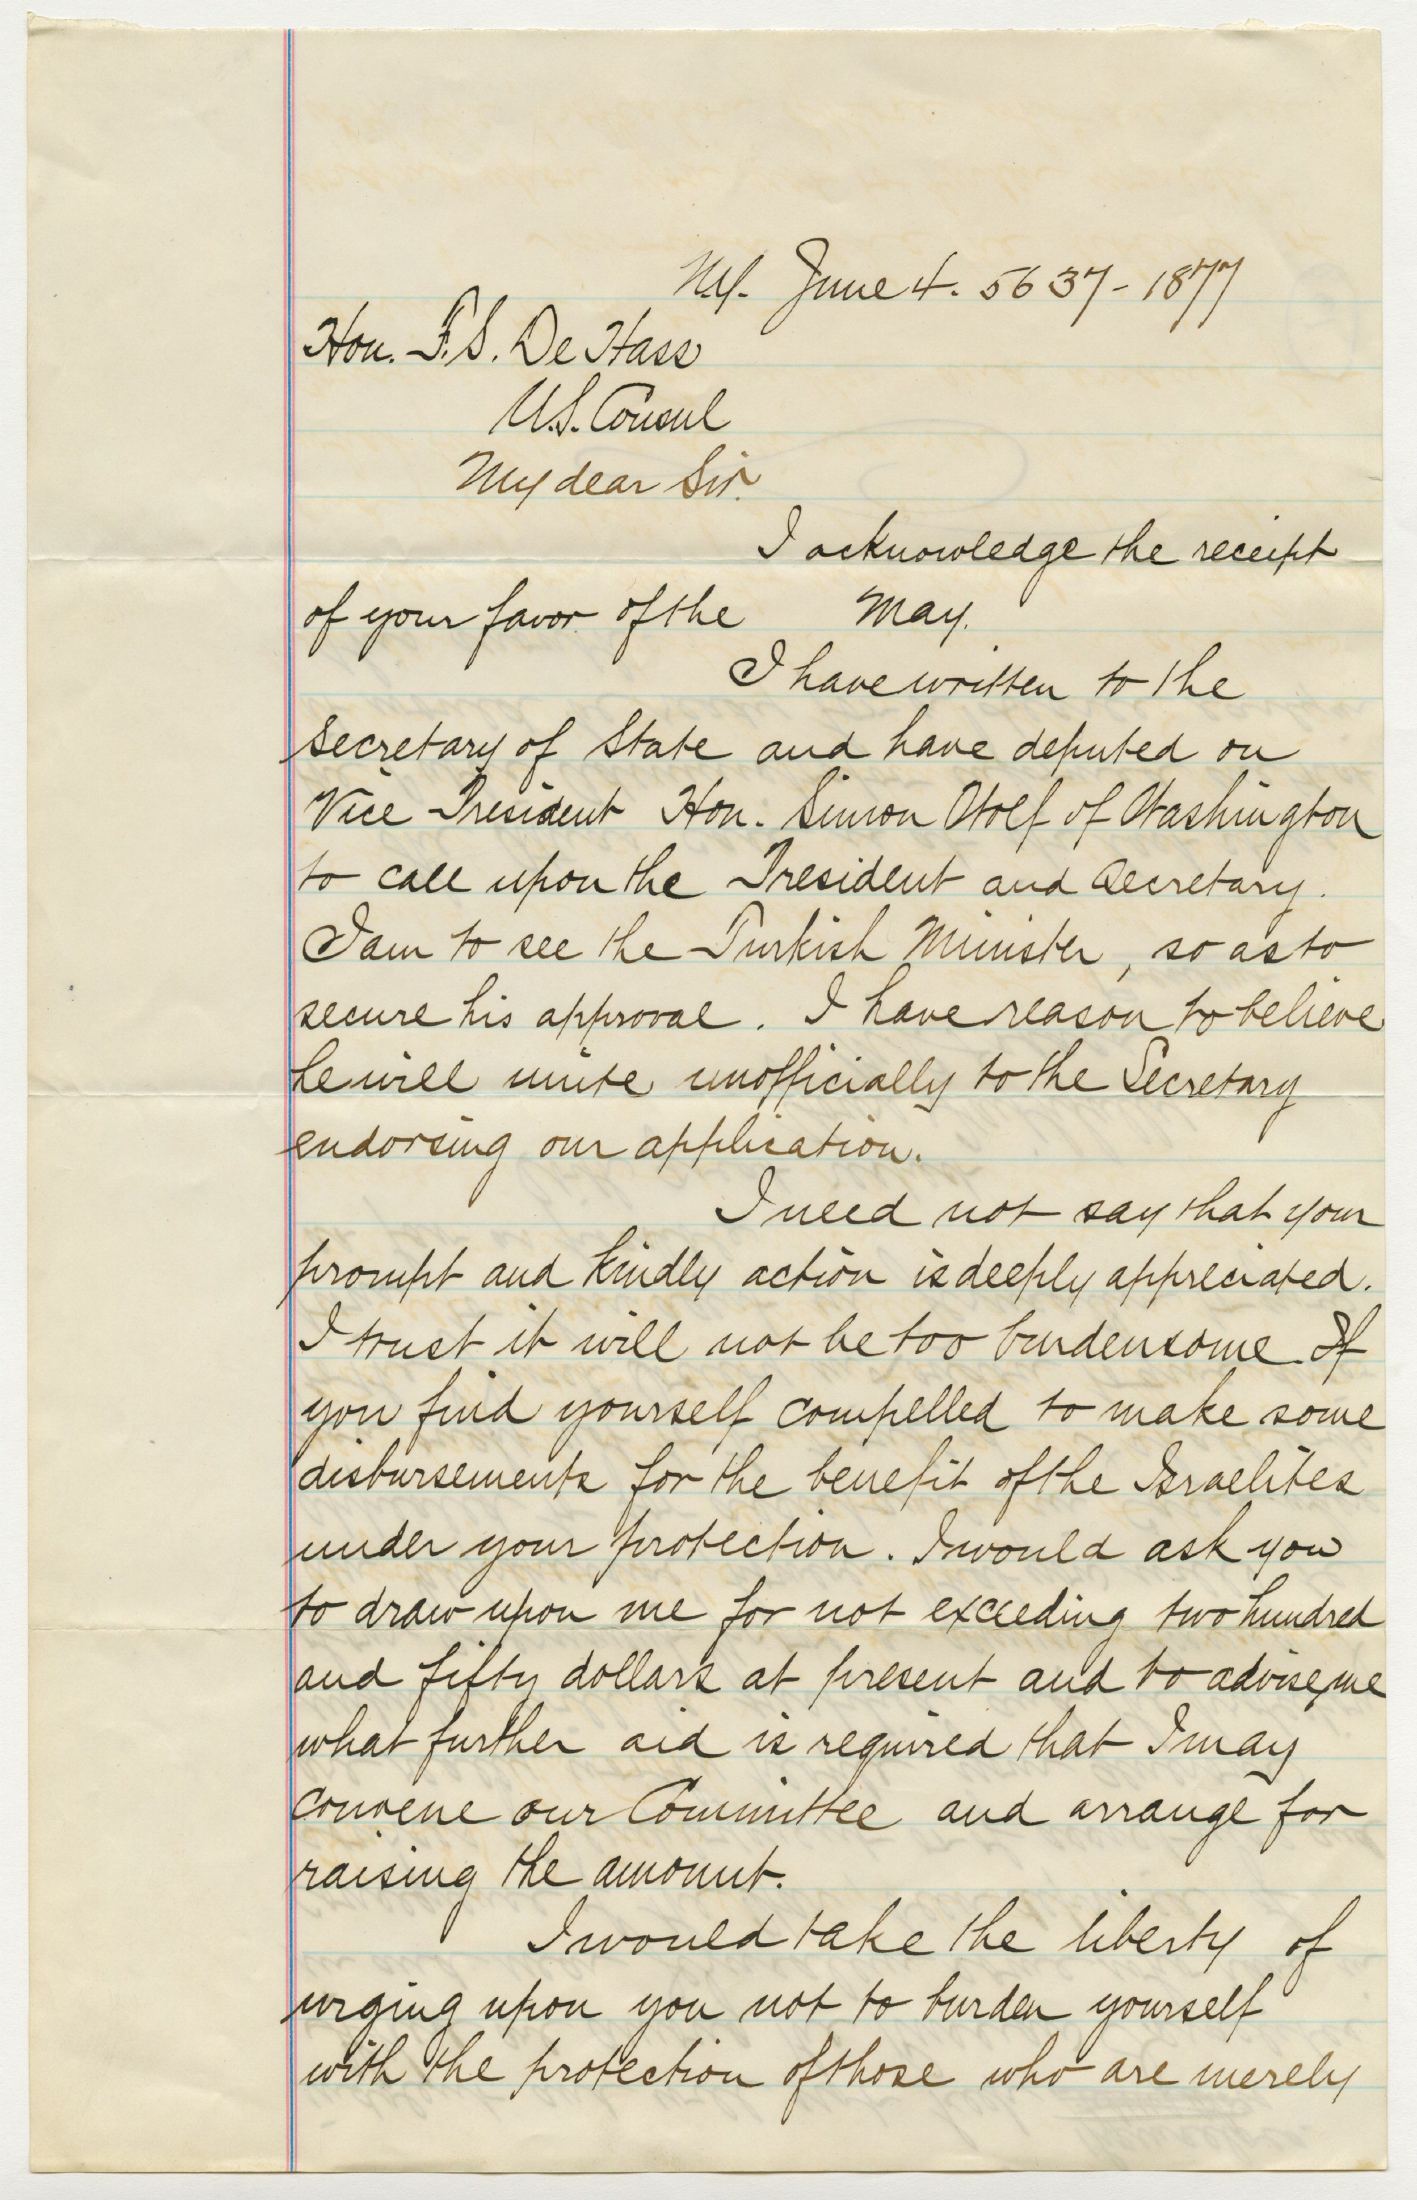 N.Y. June 4. 5637-1877
Hon. F.S. De Hass
U.S. Consul
My dear Sir.
I acknowledge the receipt
of your favor of the May.
I have written to the
Secretary of State and have deputed on
Vice President Hon. Simon Wolf of Washington
to call upon the President and Secretary.
I am to see the Turkish Minister, so as to
secure his approval. I have reason to believe
he will unite unofficially to the Secretary
endorsing our application.
I need not say that your
prompt and kindly action is deeply appreciated.
I trust it will not be too burdensome. If
you find yourself compelled to make some
disbursements for the benefit of the Israelites
under your protection. I would ask you
to draw upon me for not exceeding two hundred
and fifty dollars at present and to advise me
what further aid is required that I may
convene our Committee and arrange for
raising the amount.
I would take the liberty of
urging upon you not to burden yourself
with the protection of those who are merely